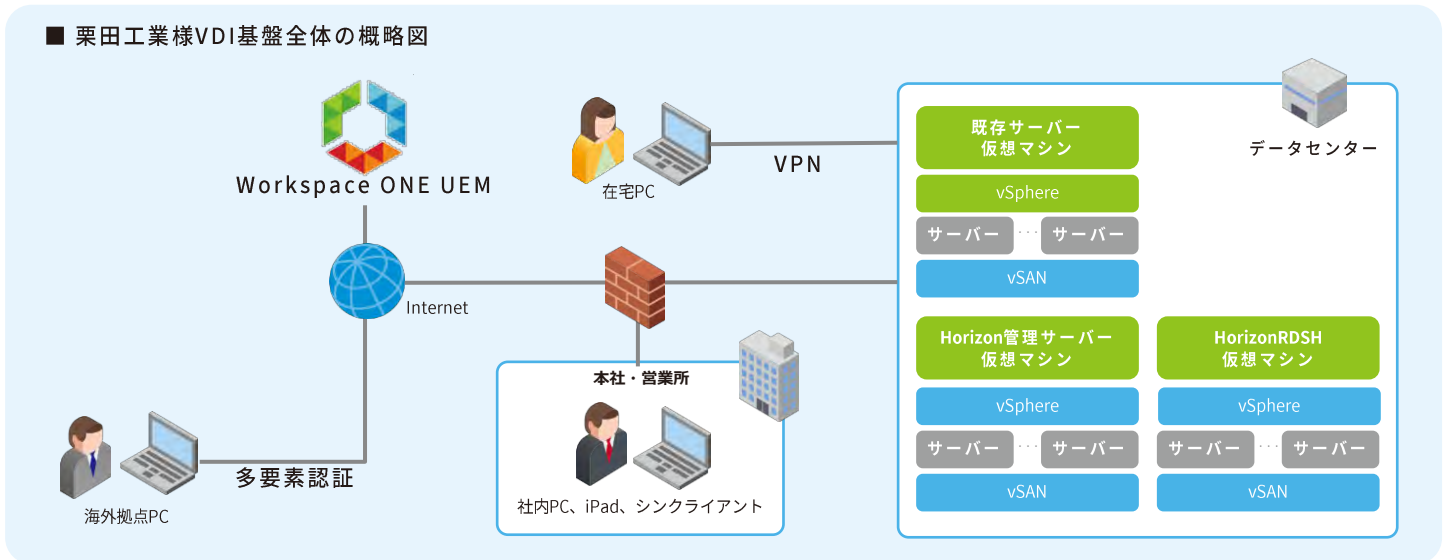 ■ 栗田工業様VDI基盤全体の概略図
Workspace ONE UEM
Internet
多要素認証
海外拠点PC
在宅PC
VPN
本社・営業所
社内PC、iPad、シンクライアント
データセンター
既存サーバー
仮想マシン
vSphere
サーバー ··· サーバー
vSAN
Horizon管理サーバー
仮想マシン
vSphere
サーバー ··· サーバー
vSAN
HorizonRDSH
仮想マシン
vSphere
サーバー ··· サーバー
vSAN